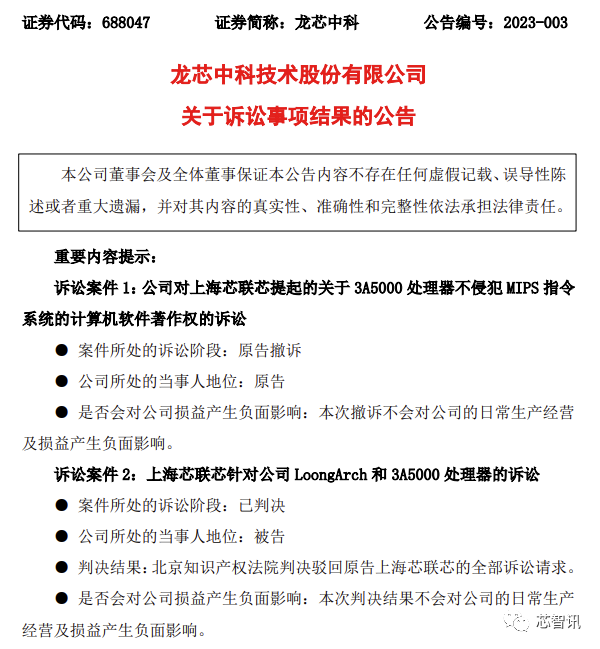 证券代码：688047 证券简称：龙芯中科 公告编号：2023-003
龙芯中科技术股份有限公司
关于诉讼事项结果的公告
本公司董事会及全体董事保证本公告内容不存在任何虚假记载、误导性陈
述或者重大遗漏，并对其内容的真实性、准确性和完整性依法承担法律责任。
重要内容提示：
诉讼案件 1：公司对上海芯联芯提起的关于 3A5000 处理器不侵犯 MIPS 指令
系统的计算机软件著作权的诉讼
● 案件所处的诉讼阶段：原告撤诉
● 公司所处的当事人地位：原告
● 是否会对公司损益产生负面影响：本次撤诉不会对公司的日常生产经营
及损益产生负面影响。
诉讼案件 2：上海芯联芯针对公司 LoongArch 和 3A5000 处理器的诉讼
● 案件所处的诉讼阶段：已判决
● 公司所处的当事人地位：被告
● 判决结果：北京知识产权法院判决驳回原告上海芯联芯的全部诉讼请求。
● 是否会对公司损益产生负面影响：本次判决结果不会对公司的日常生产
经营及损益产生负面影响。
芯智讯